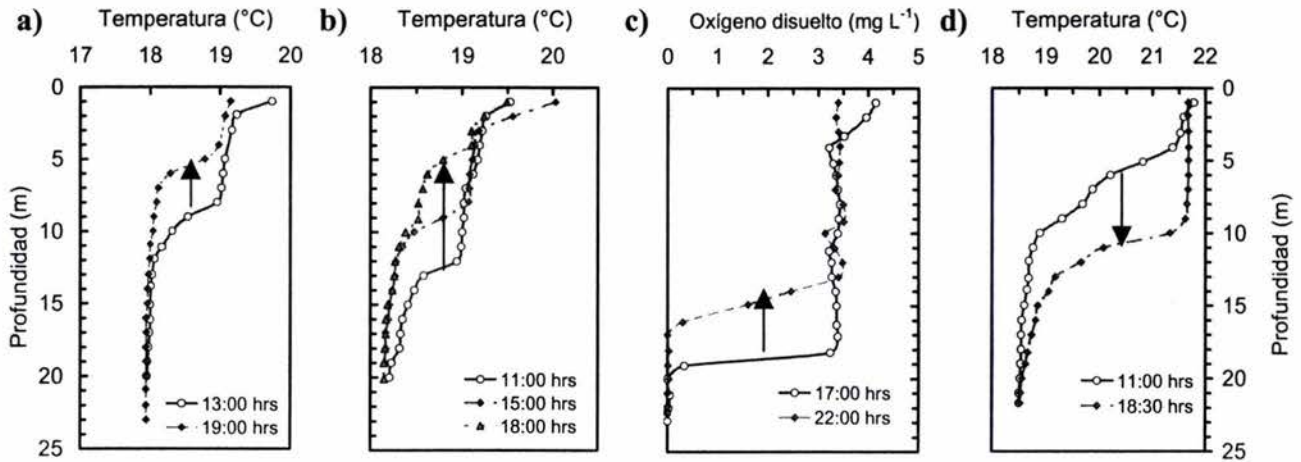 a) Temperatura (°C)
17 18 19 20
Profundidad (m)
0
5
10
15
20
25
13:00 hrs
19:00 hrs
b) Temperatura (°C)
18 19 20
11:00 hrs
15:00 hrs
18:00 hrs
c) Oxígeno disuelto (mg L⁻¹)
0 1 2 3 4 5
17:00 hrs
22:00 hrs
d) Temperatura (°C)
18 19 20 21 22
0
5
10
15
20
25
Profundidad (m)
11:00 hrs
18:30 hrs